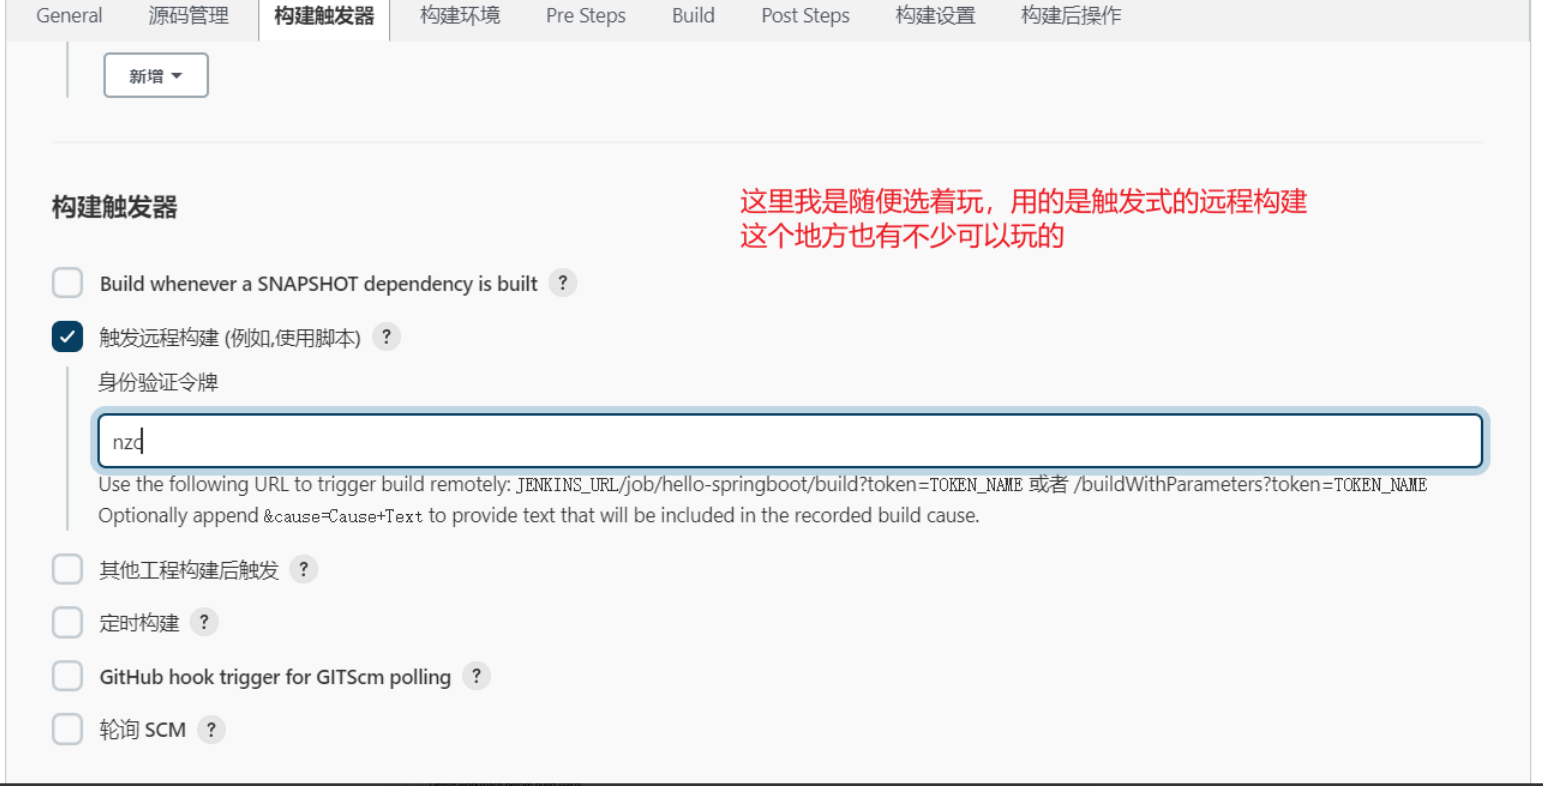 General 源码管理 构建触发器 构建环境 Pre Steps Build Post Steps 构建设置 构建后操作
新增
构建触发器
这里我是随便选着玩，用的是触发式的远程构建
这个地方也有不少可以玩的
Build whenever a SNAPSHOT dependency is built ?
触发远程构建 (例如,使用脚本) ?
身份验证令牌
nzc
Use the following URL to trigger build remotely: JENKINS_URL/job/hello-springboot/build?token=TOKEN_NAME 或者 /buildWithParameters?token=TOKEN_NAME
Optionally append &cause=Cause+Text to provide text that will be included in the recorded build cause.
其他工程构建后触发 ?
定时构建 ?
GitHub hook trigger for GITScm polling ?
轮询 SCM ?